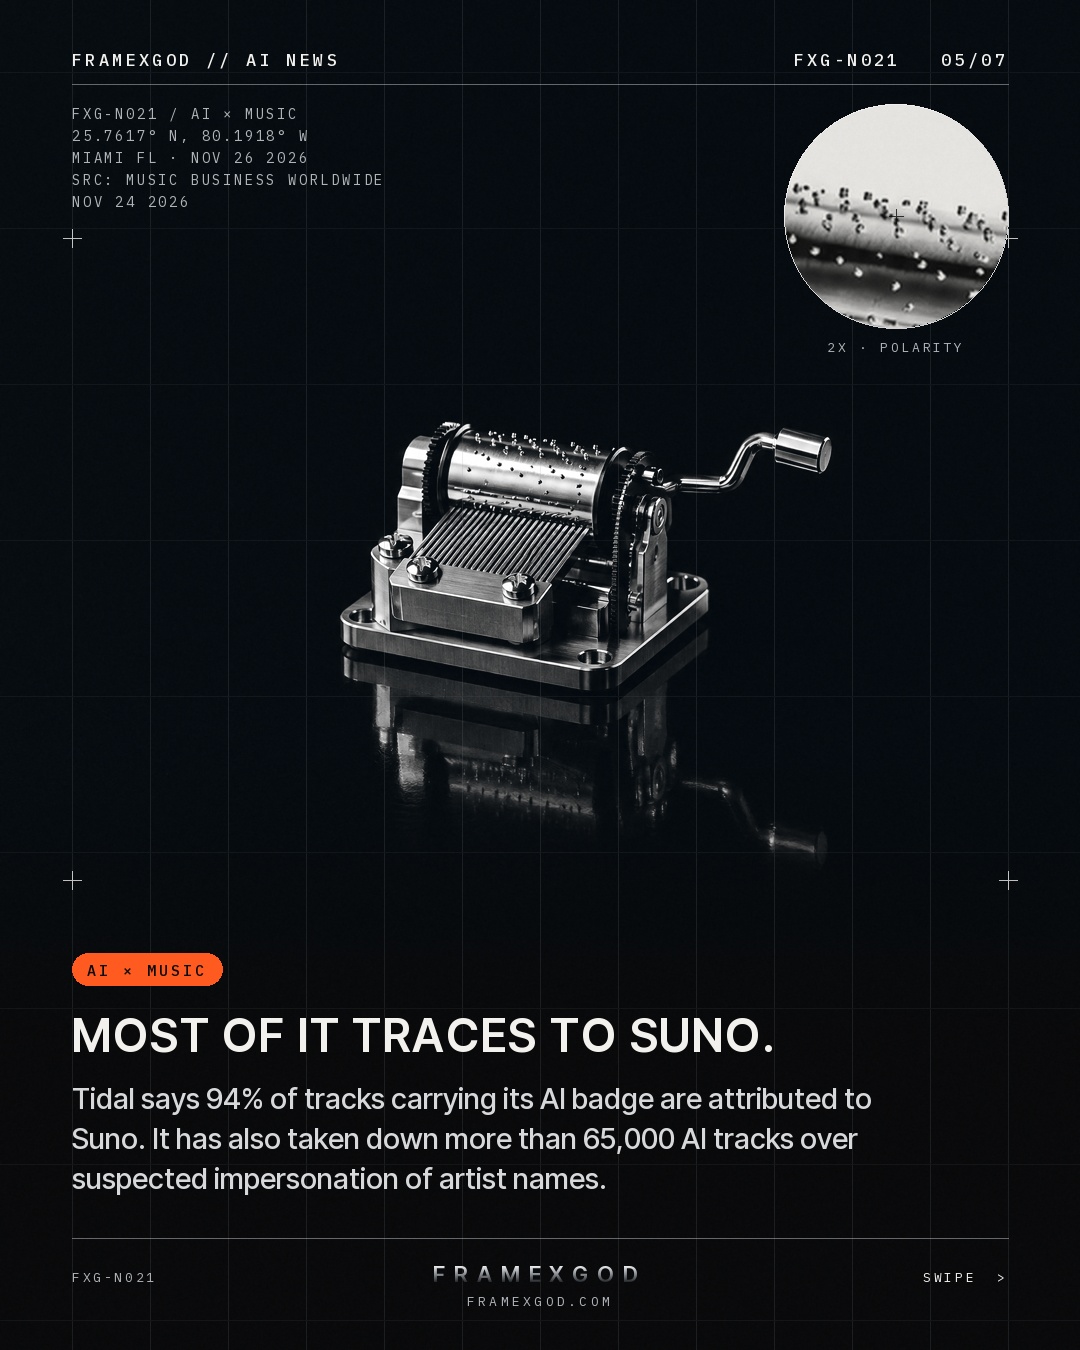 FRAMEXGOD // AI NEWS
FXG-N021 05/07
FXG-N021 / AI × MUSIC
25.7617° N, 80.1918° W
MIAMI FL · NOV 26 2026
SRC: MUSIC BUSINESS WORLDWIDE
NOV 24 2026
2X · POLARITY
AI × MUSIC
MOST OF IT TRACES TO SUNO.
Tidal says 94% of tracks carrying its AI badge are attributed to
Suno. It has also taken down more than 65,000 AI tracks over
suspected impersonation of artist names.
FXG-N021
FRAMEXGOD
FRAMEXGOD.COM
SWIPE >